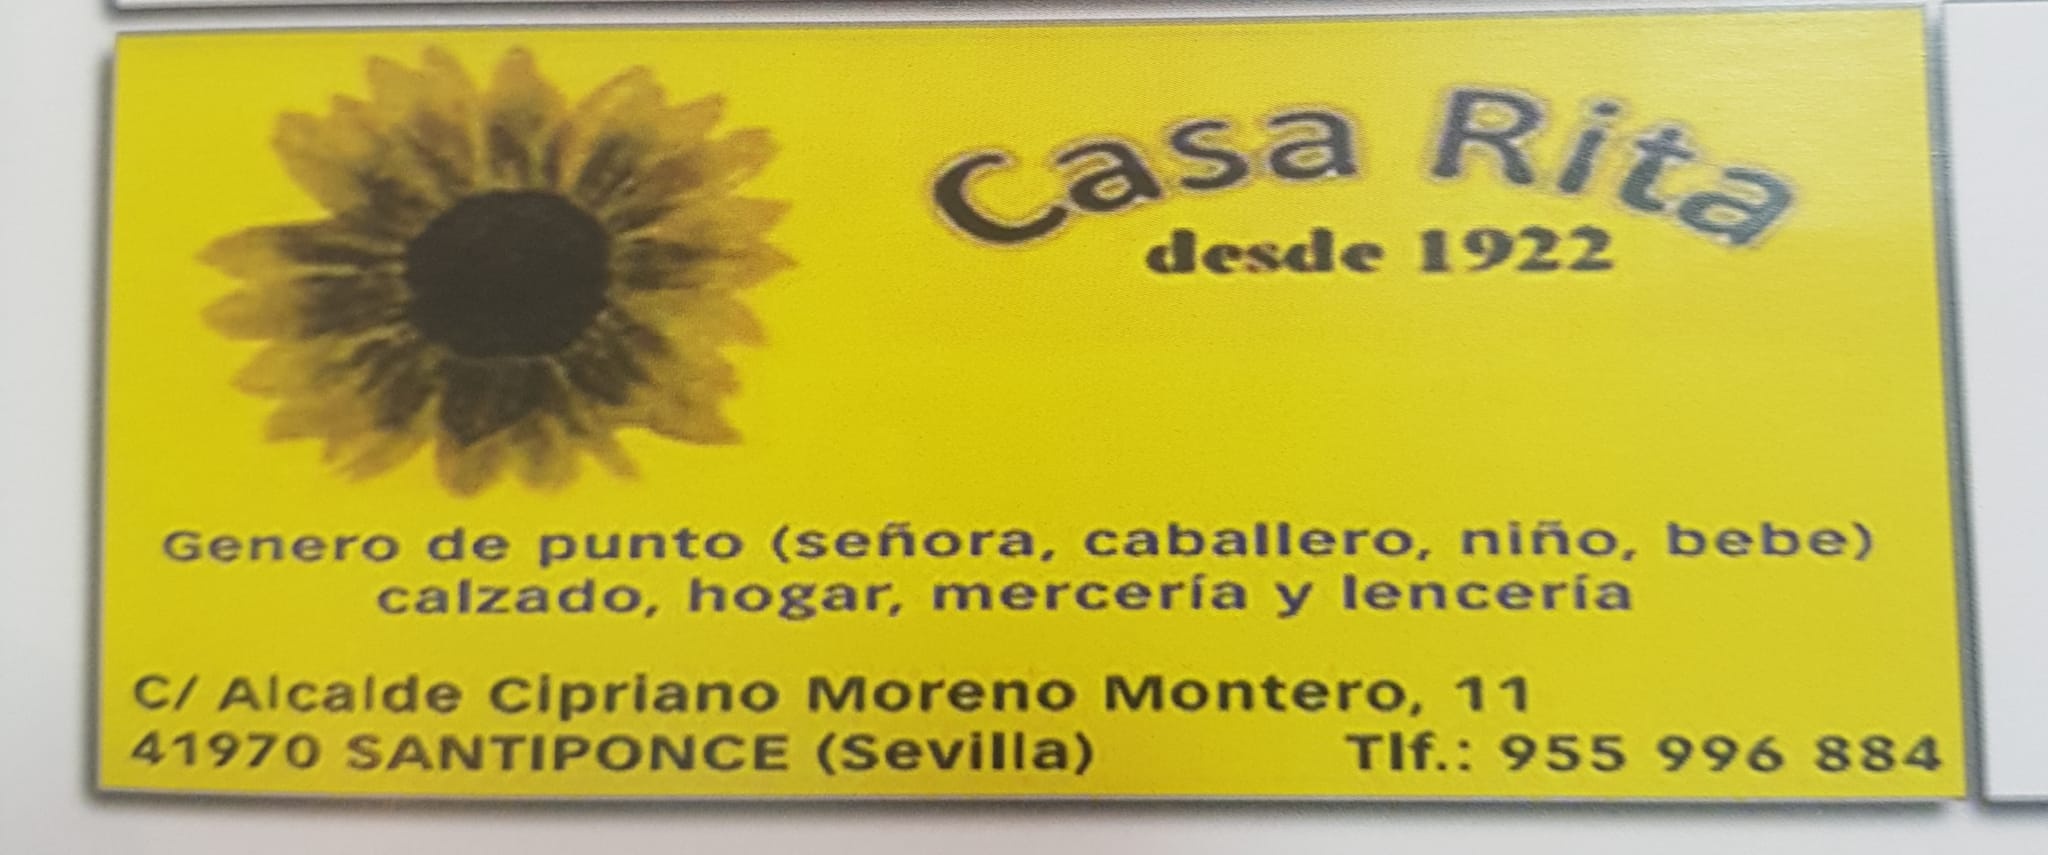 Casa Rita
desde 1922
Genero de punto (señora, caballero, niño, bebe)
calzado, hogar, mercería y lencería
C/ Alcalde Cipriano Moreno Montero, 11
41970 SANTIPONCE (Sevilla) Tlf.: 955 996 884